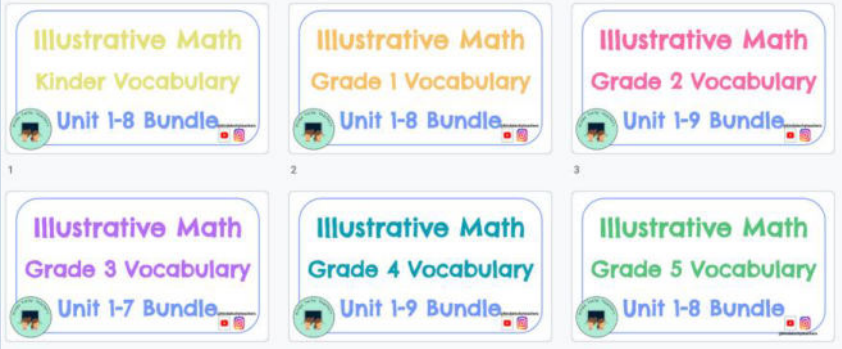 Illustrative Math
Kinder Vocabulary
Unit 1-8 Bundle
1
Illustrative Math
Grade 1 Vocabulary
Unit 1-8 Bundle
2
Illustrative Math
Grade 2 Vocabulary
Unit 1-9 Bundle
3
Illustrative Math
Grade 3 Vocabulary
Unit 1-7 Bundle
Illustrative Math
Grade 4 Vocabulary
Unit 1-9 Bundle
Illustrative Math
Grade 5 Vocabulary
Unit 1-8 Bundle